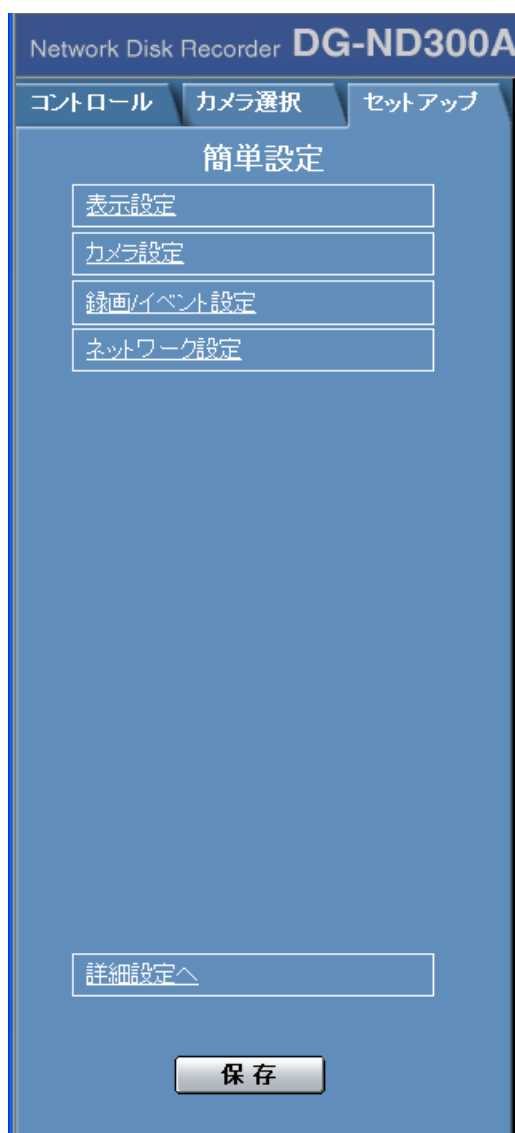 Network Disk Recorder DG-ND300A
コントロール カメラ選択 セットアップ
簡単設定
表示設定
カメラ設定
録画/イベント設定
ネットワーク設定
詳細設定へ
保存